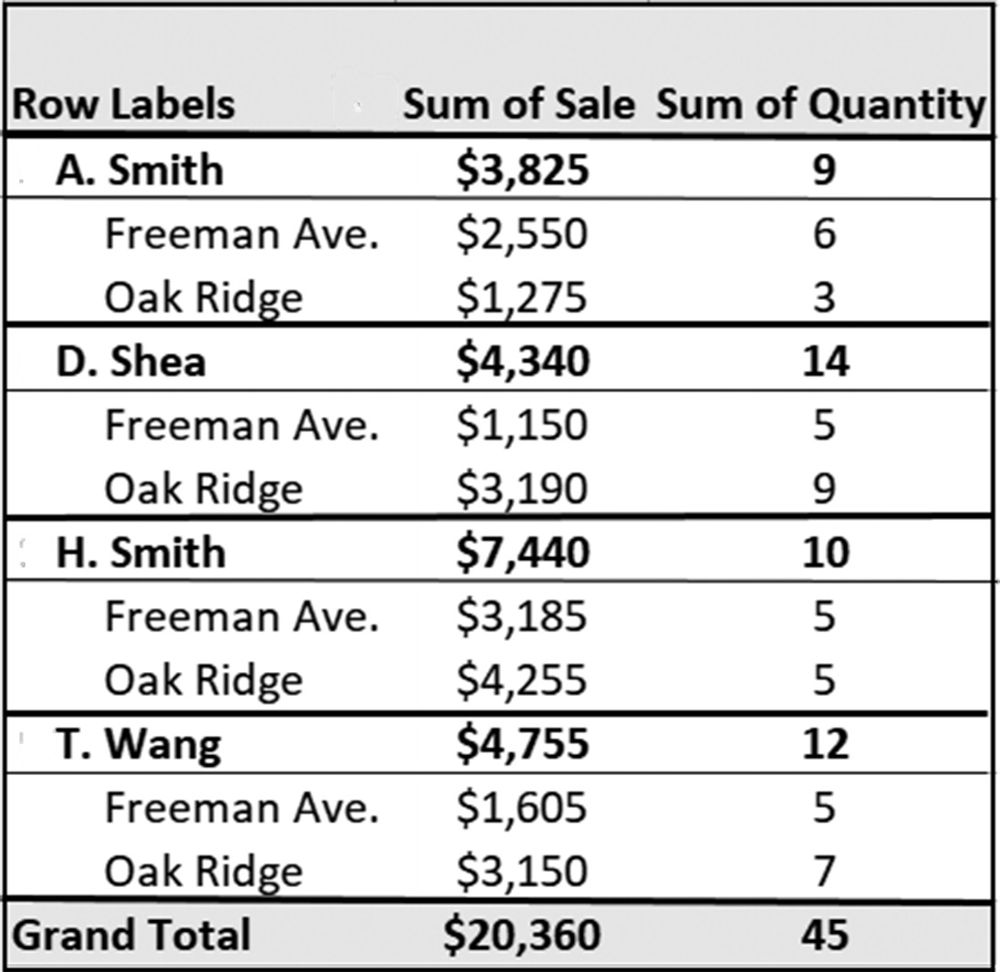 Row Labels Sum of Sale Sum of Quantity
A. Smith $3,825 9
Freeman Ave. $2,550 6
Oak Ridge $1,275 3
D. Shea $4,340 14
Freeman Ave. $1,150 5
Oak Ridge $3,190 9
H. Smith $7,440 10
Freeman Ave. $3,185 5
Oak Ridge $4,255 5
T. Wang $4,755 12
Freeman Ave. $1,605 5
Oak Ridge $3,150 7
Grand Total $20,360 45